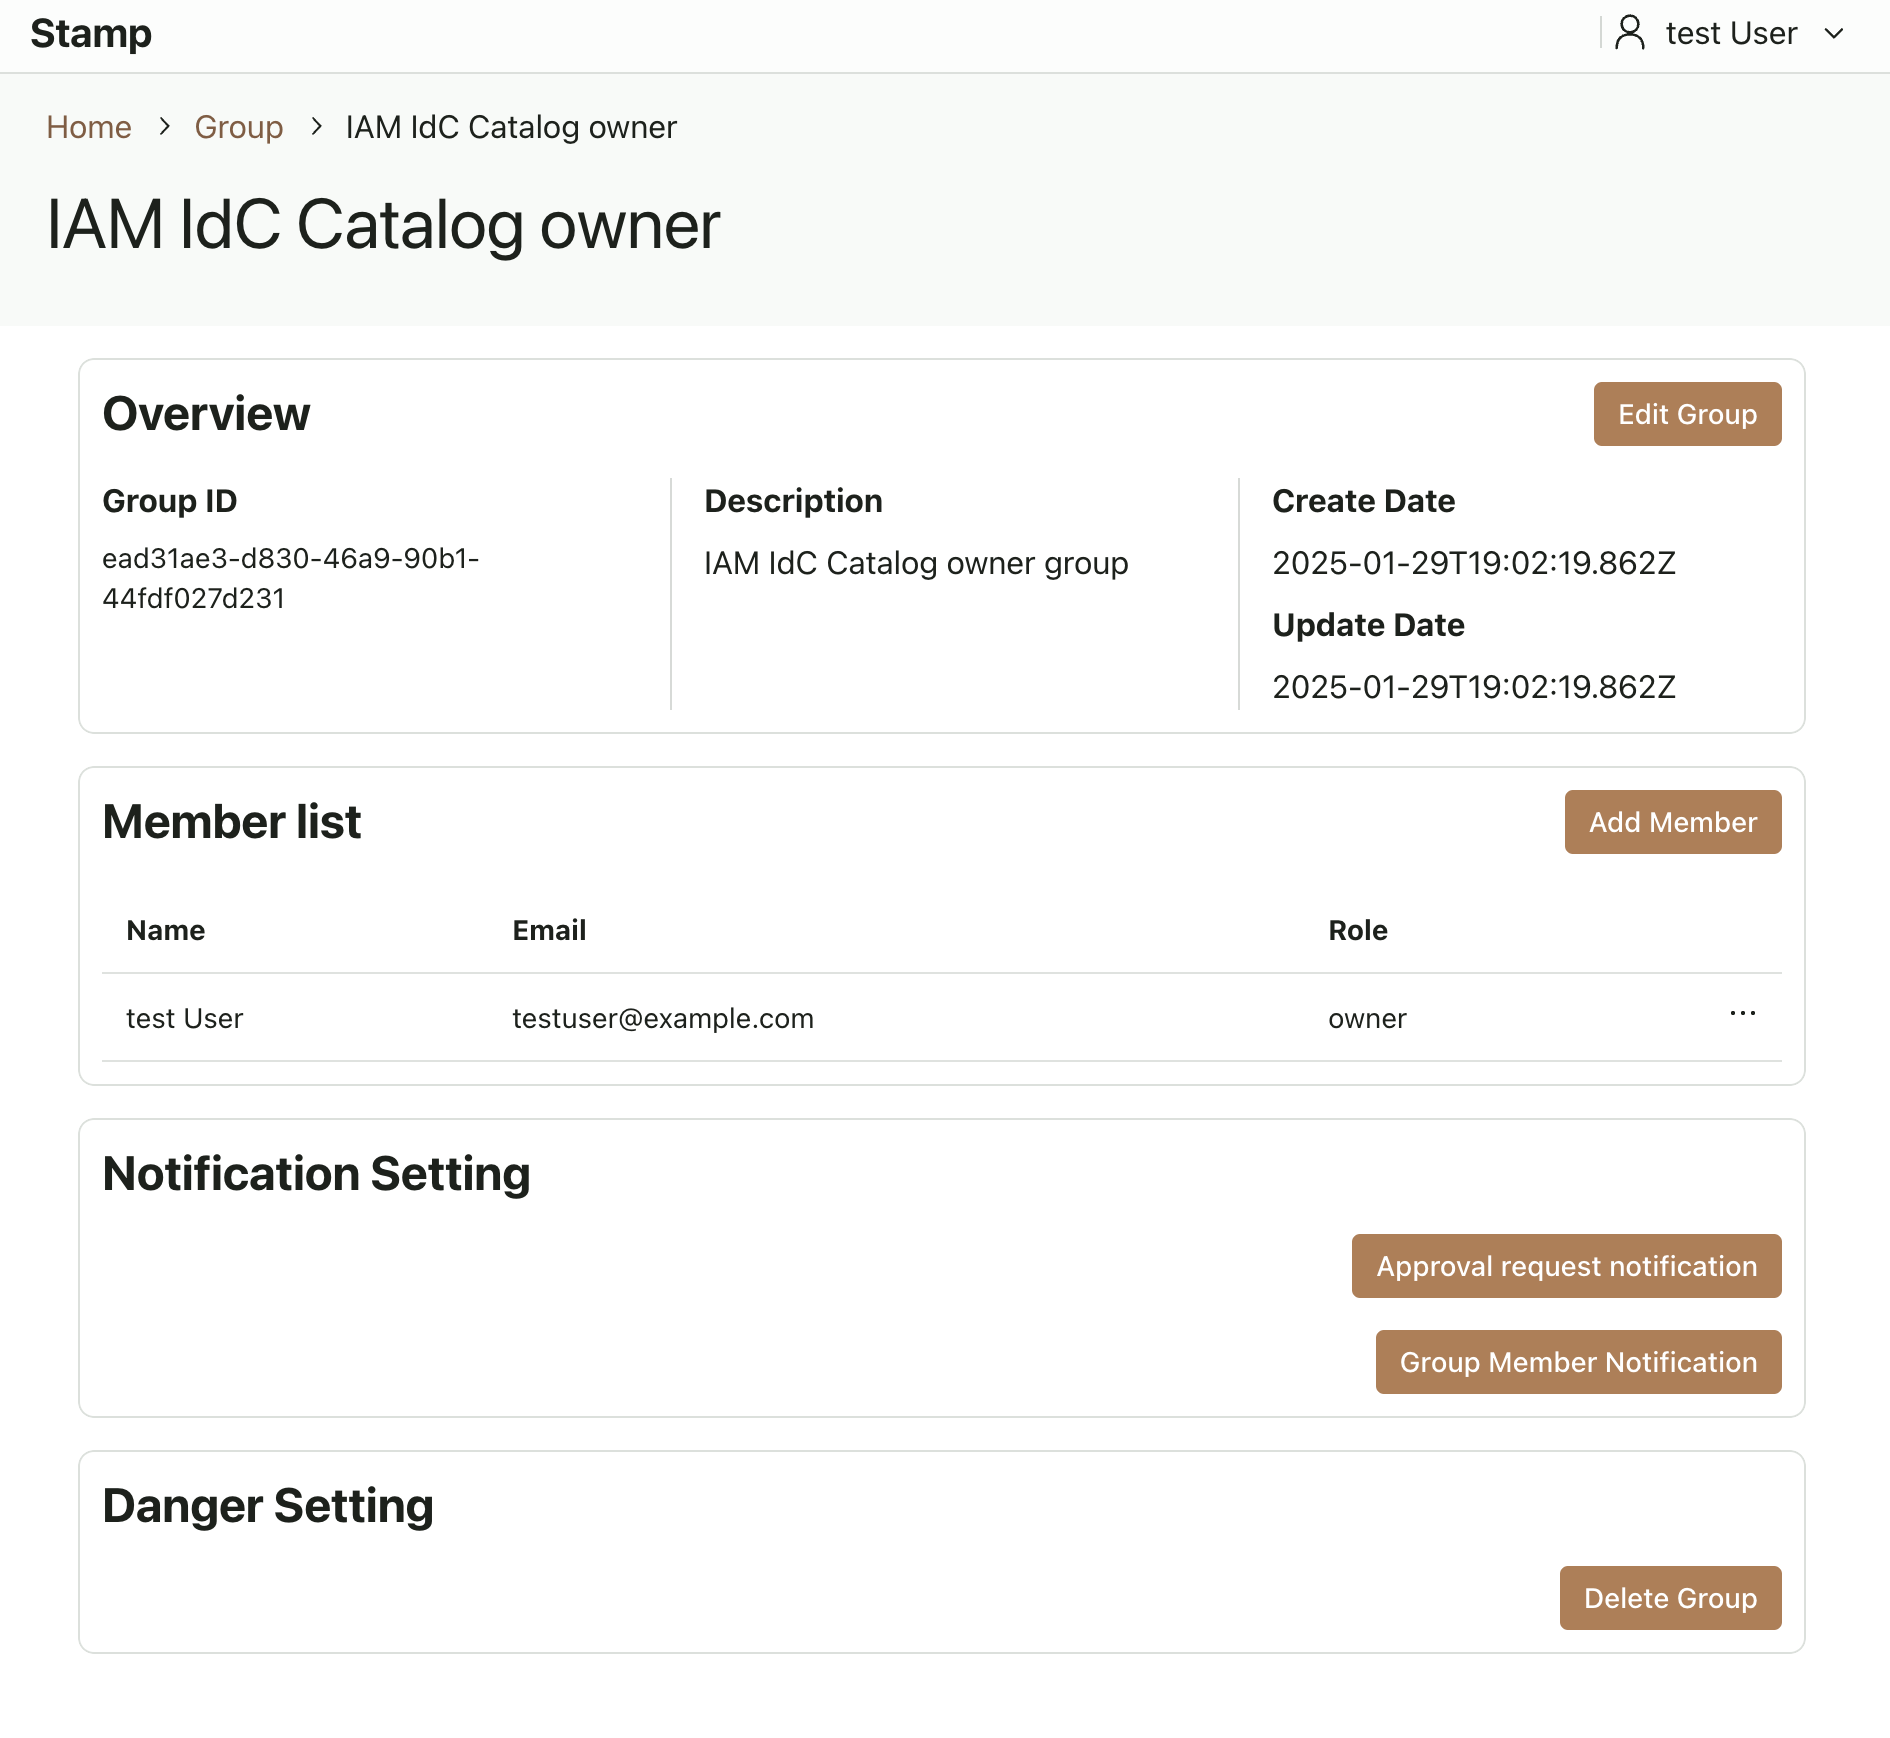 Stamp
test User
Home > Group > IAM IdC Catalog owner
IAM IdC Catalog owner
Overview
Edit Group
Group ID
ead31ae3-d830-46a9-90b1-
44fdf027d231
Description
IAM IdC Catalog owner group
Create Date
2025-01-29T19:02:19.862Z
Update Date
2025-01-29T19:02:19.862Z
Member list
Add Member
Name Email Role
test User testuser@example.com owner ...
Notification Setting
Approval request notification
Group Member Notification
Danger Setting
Delete Group